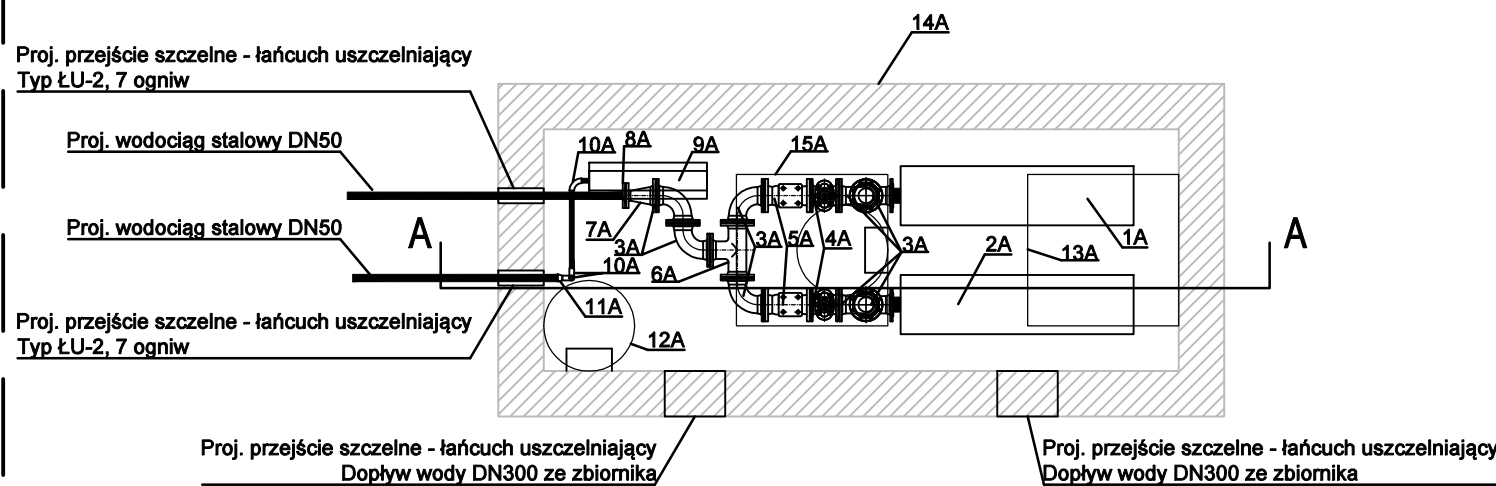 14A
Proj. przejście szczelne - łańcuch uszczelniający
Typ ŁU-2, 7 ogniw
Proj. wodociąg stalowy DN50
10A
8A
9A
15A
Proj. wodociąg stalowy DN50
A
7A
3A
6A
3A
5A
4A
3A
2A
13A
1A
A
10A
11A
Proj. przejście szczelne - łańcuch uszczelniający
Typ ŁU-2, 7 ogniw
12A
Proj. przejście szczelne - łańcuch uszczelniający
Dopływ wody DN300 ze zbiornika
Proj. przejście szczelne - łańcuch uszczelniający
Dopływ wody DN300 ze zbiornika